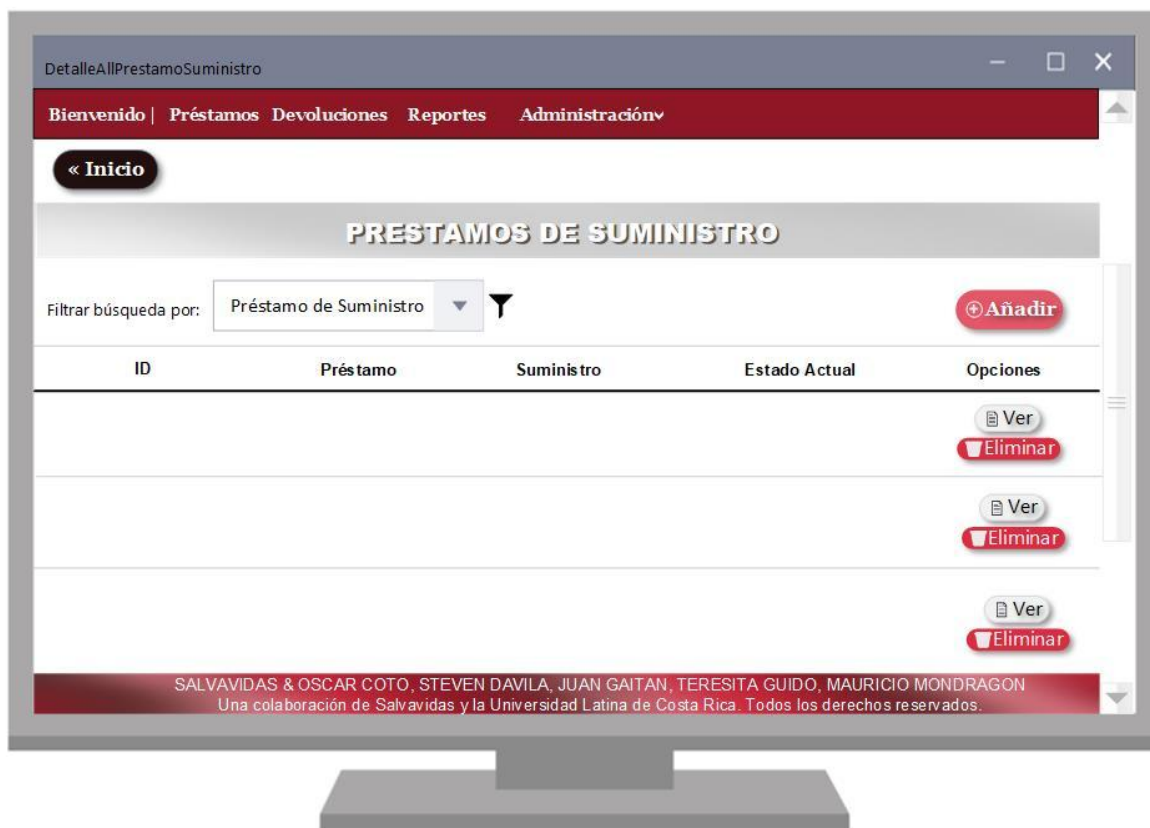 DetalleAllPrestamoSuministro
Bienvenido | Préstamos Devoluciones Reportes Administración
« Inicio
PRESTAMOS DE SUMINISTRO
Filtrar búsqueda por: Préstamo de Suministro Añadir
ID Préstamo Suministro Estado Actual Opciones
Ver
Eliminar
Ver
Eliminar
Ver
Eliminar
SALVAVIDAS & OSCAR COTO, STEVEN DAVILA, JUAN GAITAN, TERESITA GUIDO, MAURICIO MONDRAGON
Una colaboración de Salvavidas y la Universidad Latina de Costa Rica. Todos los derechos reservados.